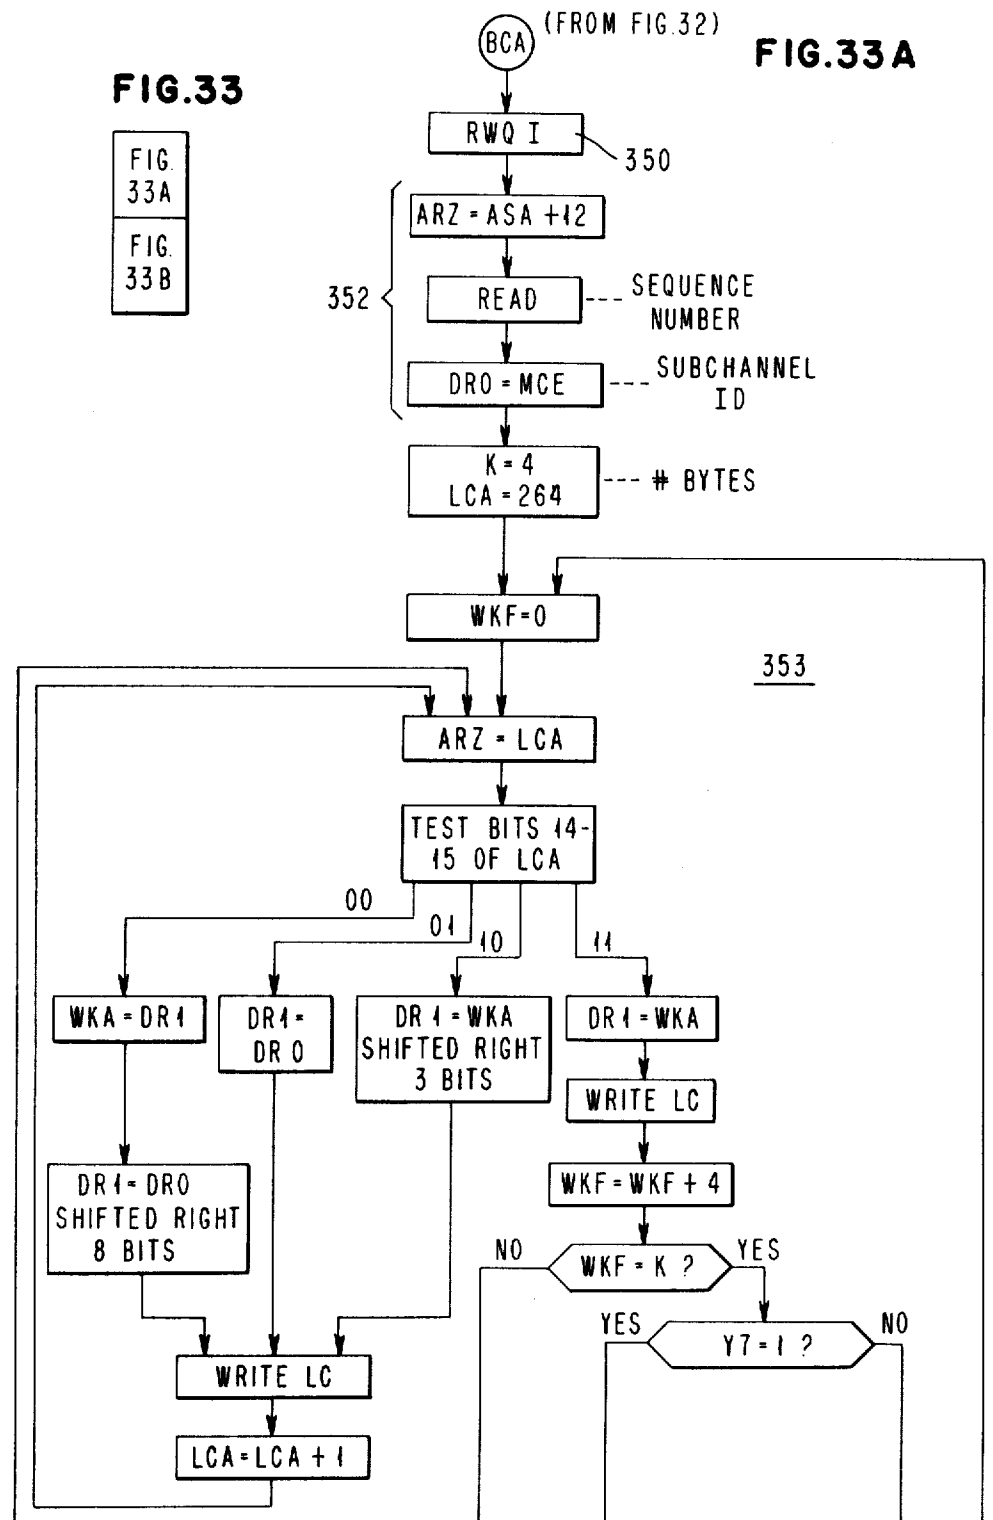 BCA
(FROM FIG.32)
FIG.33A
FIG.33
FIG.
33A
FIG.
33B
RWQ I
350
352
ARZ = ASA +12
READ
SEQUENCE
NUMBER
DR0 = MCE
SUBCHANNEL
ID
K = 4
LCA = 264
# BYTES
WKF=0
353
ARZ = LCA
TEST BITS 14-
15 OF LCA
00
01
10
11
WKA = DR1
DR1=
DR 0
DR 1 = WKA
SHIFTED RIGHT
3 BITS
DR1 = WKA
WRITE LC
DR1= DR0
SHIFTED RIGHT
8 BITS
WKF= WKF + 4
NO
WKF = K ?
YES
YES
Y7=1 ?
NO
WRITE LC
LCA= LCA + 1